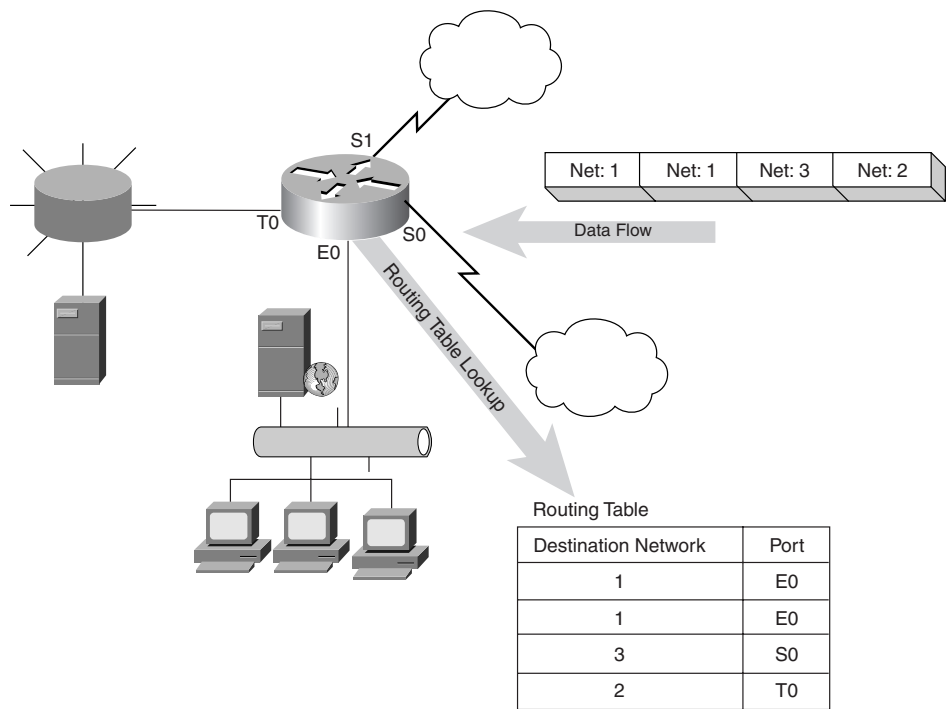 S1
Net: 1 Net: 1 Net: 3 Net: 2
T0
S0
E0
Data Flow
Routing Table Lookup
Routing Table
Destination Network Port
1 E0
1 E0
3 S0
2 T0